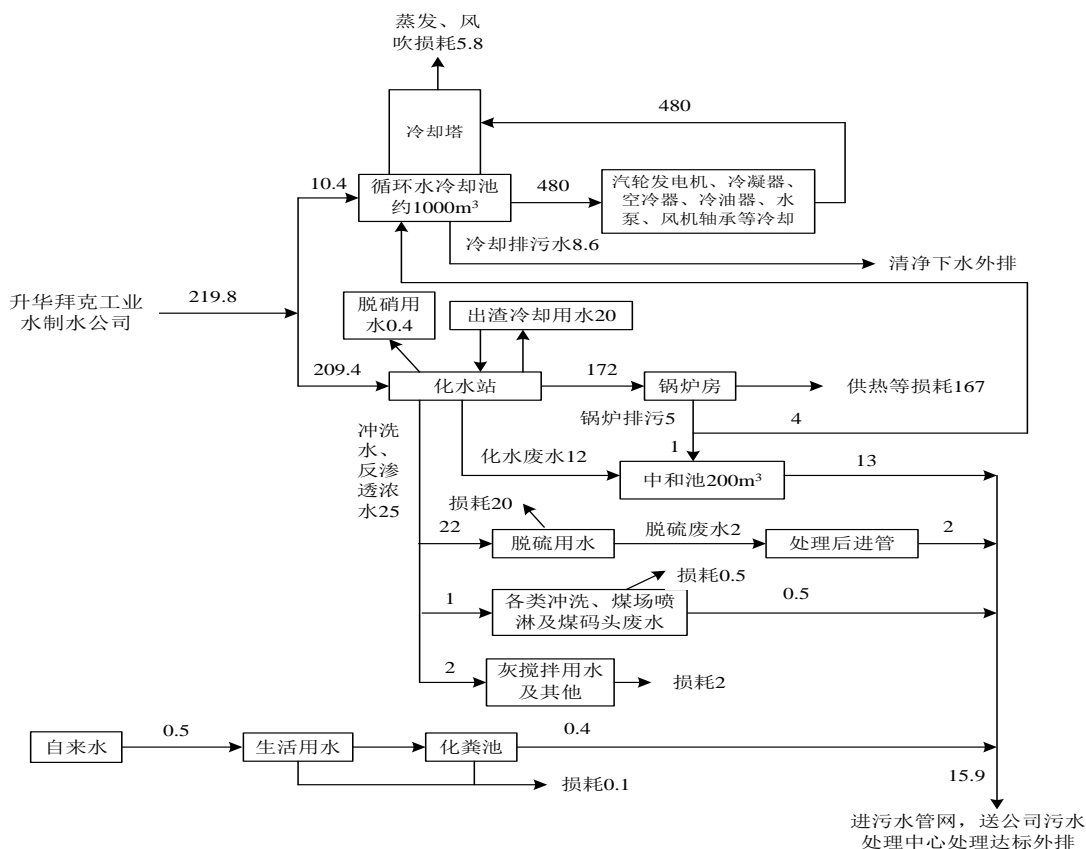 蒸发、风
吹损耗5.8
480
冷却塔
10.4
循环水冷却池
约1000m³
480
汽轮发电机、冷凝器、
空冷器、冷油器、水
泵、风机轴承等冷却
冷却排污水8.6
清净下水外排
升华拜克工业
水制水公司
219.8
脱硝用
水0.4
出渣冷却用水20
209.4
化水站
172
锅炉房
供热等损耗167
锅炉排污5
4
冲洗
水、
反渗
透浓
水25
化水废水12
1
中和池200m³
13
损耗20
22
脱硫用水
脱硫废水2
处理后进管
2
损耗0.5
1
各类冲洗、煤场喷
淋及煤码头废水
0.5
2
灰搅拌用水
及其他
损耗2
自来水
0.5
生活用水
化粪池
0.4
损耗0.1
15.9
进污水管网，送公司污水
处理中心处理达标外排